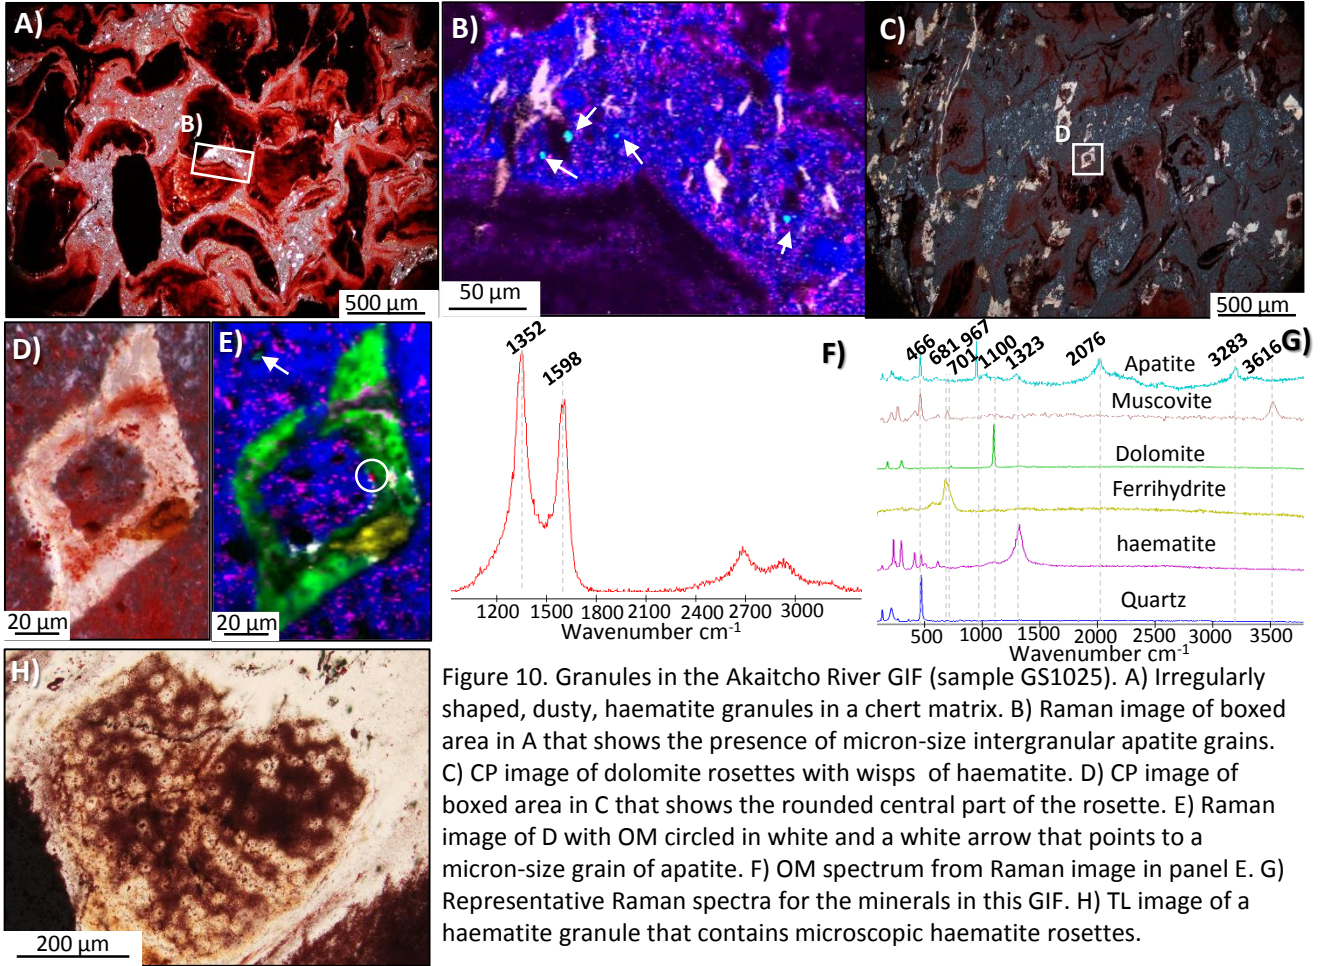 A)
B)
500 µm
B)
50 µm
C)
D
500 µm
D)
20 µm
E)
20 µm
F)
1352
1598
1200 1500 1800 2100 2400 2700 3000
Wavenumber cm-1
G)
466 681 701 967 1100 1323 2076 3283 3616
Apatite
Muscovite
Dolomite
Ferrihydrite
haematite
Quartz
500 1000 1500 2000 2500 3000 3500
Wavenumber cm-1
H)
200 µm
Figure 10. Granules in the Akaitcho River GIF (sample GS1025). A) Irregularly
shaped, dusty, haematite granules in a chert matrix. B) Raman image of boxed
area in A that shows the presence of micron-size intergranular apatite grains.
C) CP image of dolomite rosettes with wisps of haematite. D) CP image of
boxed area in C that shows the rounded central part of the rosette. E) Raman
image of D with OM circled in white and a white arrow that points to a
micron-size grain of apatite. F) OM spectrum from Raman image in panel E. G)
Representative Raman spectra for the minerals in this GIF. H) TL image of a
haematite granule that contains microscopic haematite rosettes.